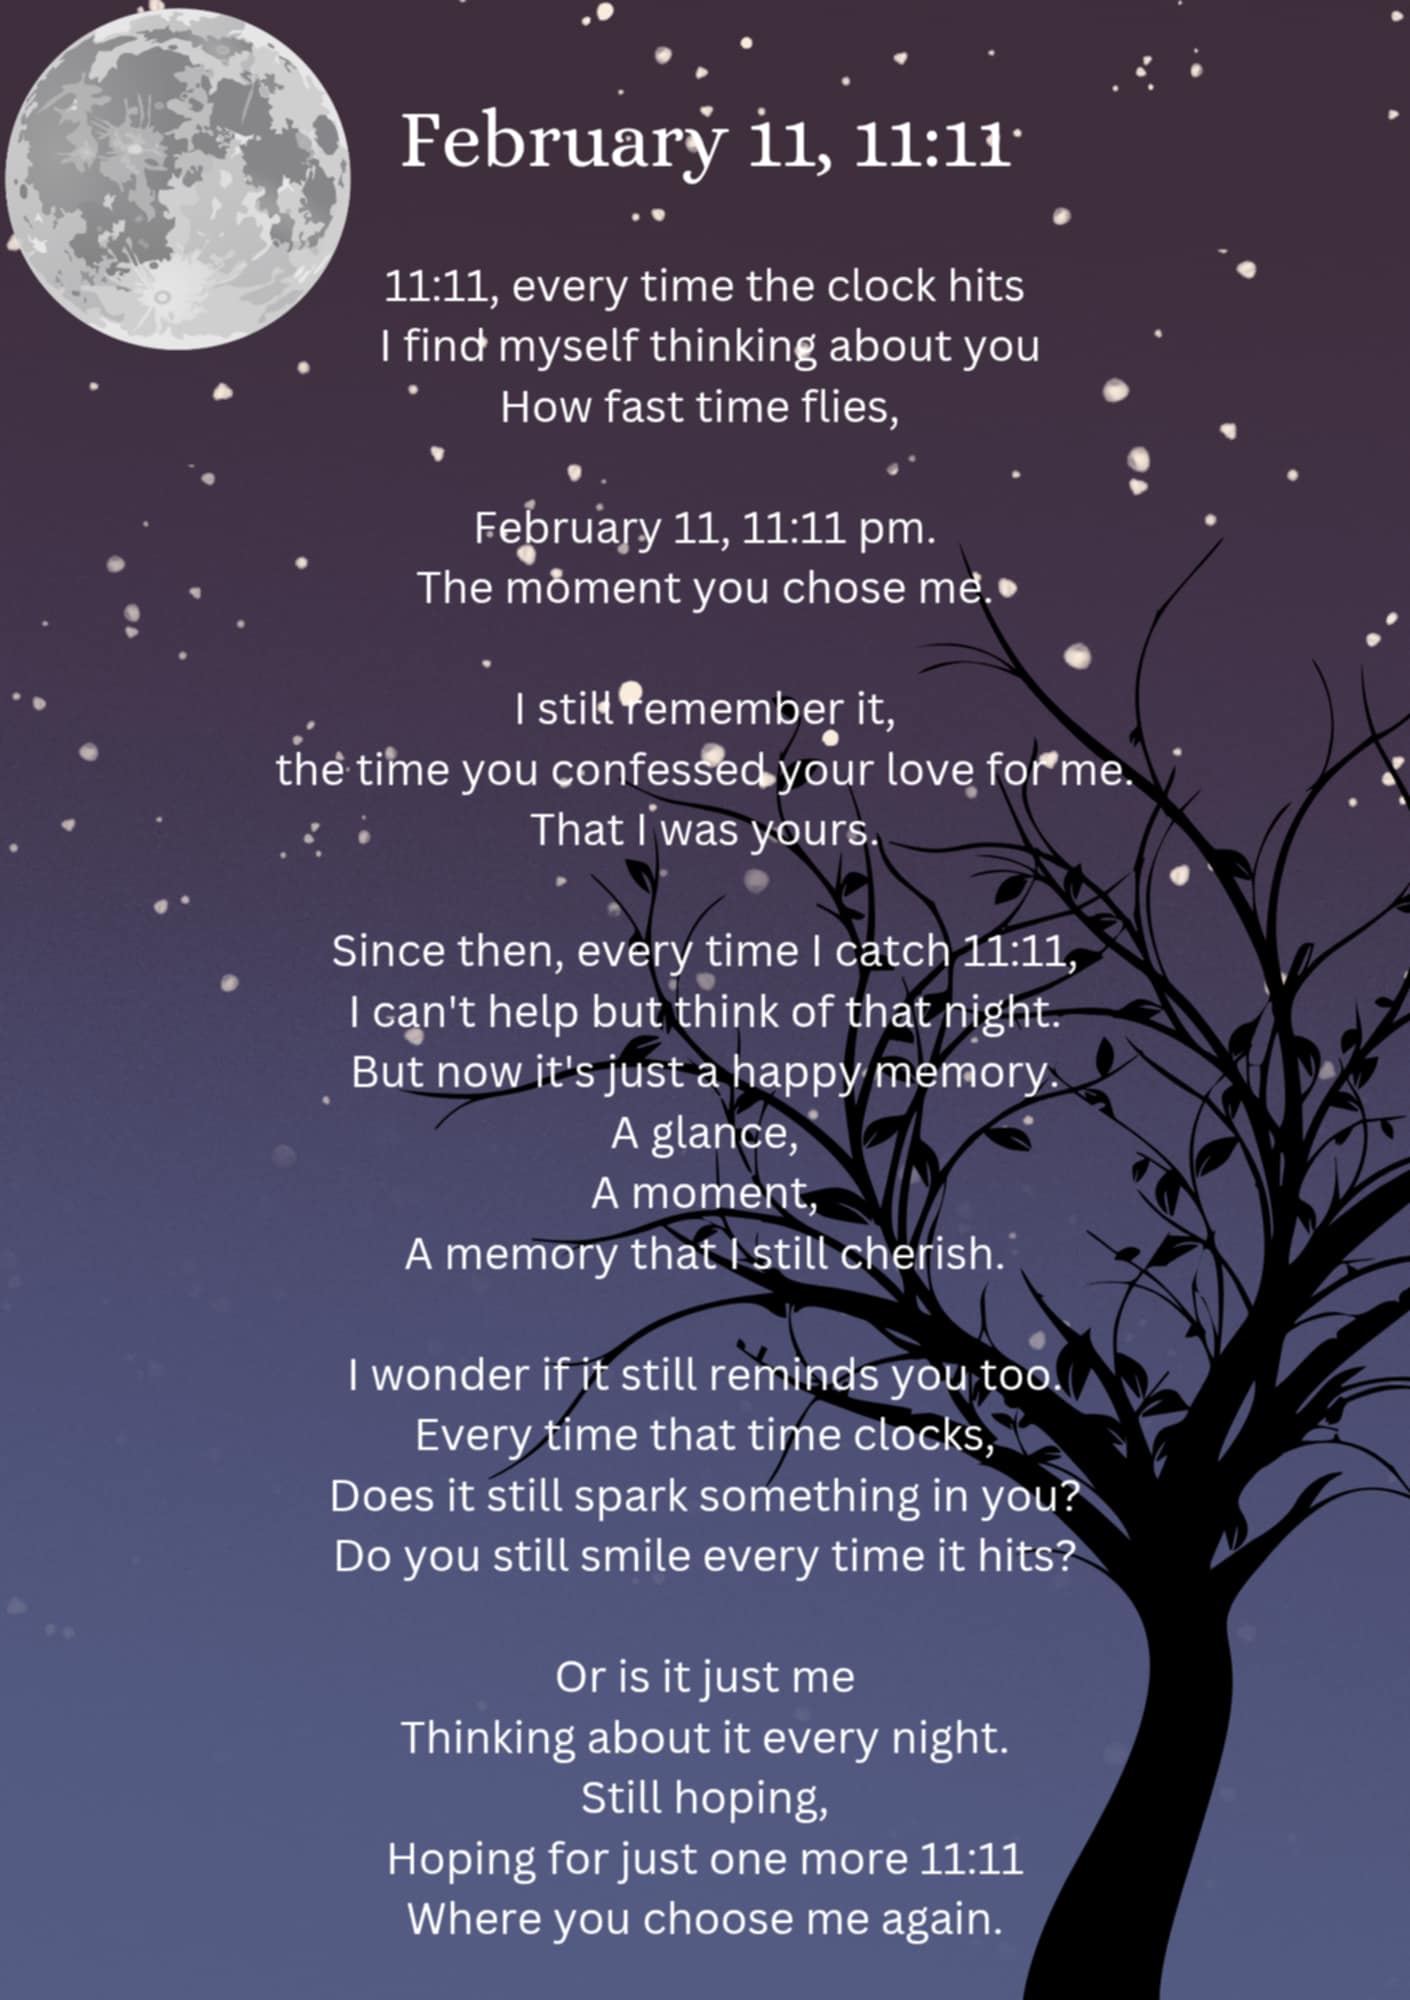 February 11, 11:11
11:11, every time the clock hits
I find myself thinking about you
How fast time flies,
February 11, 11:11 pm.
The moment you chose me.
I still remember it,
the time you confessed your love for me.
That I was yours.
Since then, every time I catch 11:11,
I can't help but think of that night.
But now it's just a happy memory.
A glance,
A moment,
A memory that I still cherish.
I wonder if it still reminds you too.
Every time that time clocks,
Does it still spark something in you?
Do you still smile every time it hits?
Or is it just me
Thinking about it every night.
Still hoping,
Hoping for just one more 11:11
Where you choose me again.